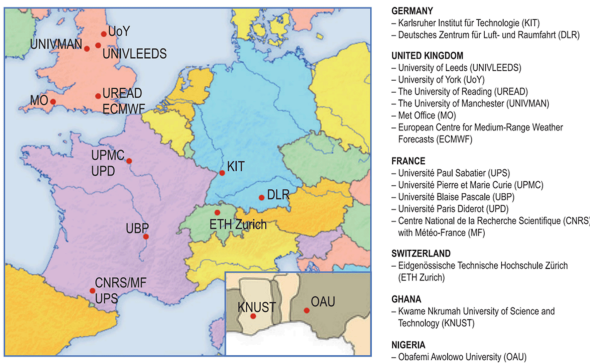 UoY
UNIVMAN
UNIVLEEDS
MO
UREAD
ECMWF
UPMC
UPD
KIT
DLR
ETH Zurich
UBP
CNRS/MF
UPS
KNUST
OAU
GERMANY
– Karlsruher Institut für Technologie (KIT)
– Deutsches Zentrum für Luft- und Raumfahrt (DLR)
UNITED KINGDOM
– University of Leeds (UNIVLEEDS)
– University of York (UoY)
– The University of Reading (UREAD)
– The University of Manchester (UNIVMAN)
– Met Office (MO)
– European Centre for Medium-Range Weather
Forecasts (ECMWF)
FRANCE
– Université Paul Sabatier (UPS)
– Université Pierre et Marie Curie (UPMC)
– Université Blaise Pascale (UBP)
– Université Paris Diderot (UPD)
– Centre National de la Recherche Scientifique (CNRS)
with Météo-France (MF)
SWITZERLAND
– Eidgenössische Technische Hochschule Zürich
(ETH Zurich)
GHANA
– Kwame Nkrumah University of Science and
Technology (KNUST)
NIGERIA
– Obafemi Awolowo University (OAU)